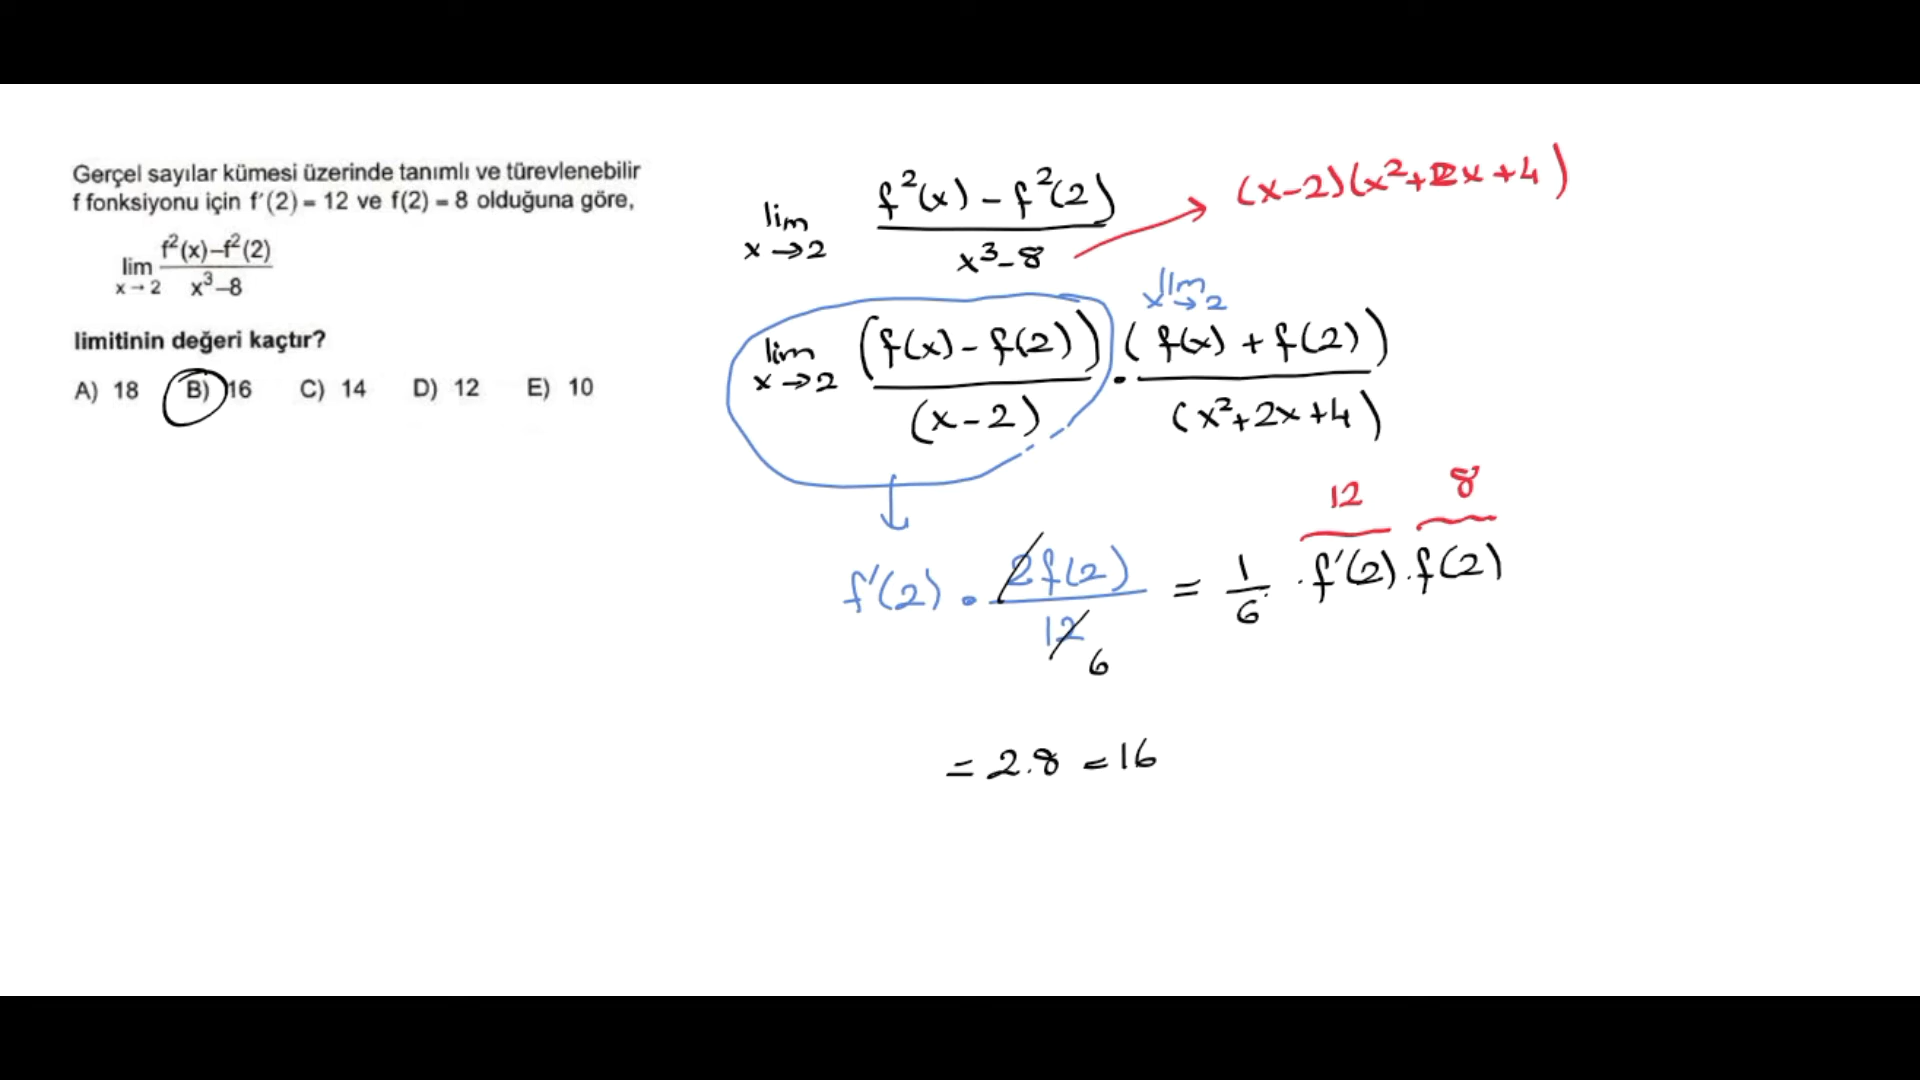 Gerçel sayılar kümesi üzerinde tanımlı ve türevlenebilir
f fonksiyonu için f'(2) = 12 ve f(2) = 8 olduğuna göre,
lim x→2 (f²(x)–f²(2))/(x³–8)
limitinin değeri kaçtır?
A) 18 B) 16 C) 14 D) 12 E) 10
lim x→2 (f²(x) – f²(2))/(x³–8) → (x–2)(x²+2x+4)
lim x→2
lim x→2 (f(x) – f(2))/(x–2) · (f(x) + f(2))/(x²+2x+4)
12 8
f'(2) · 2f(2)/12 = 1/6 · f'(2) · f(2)
6
= 2.8 = 16